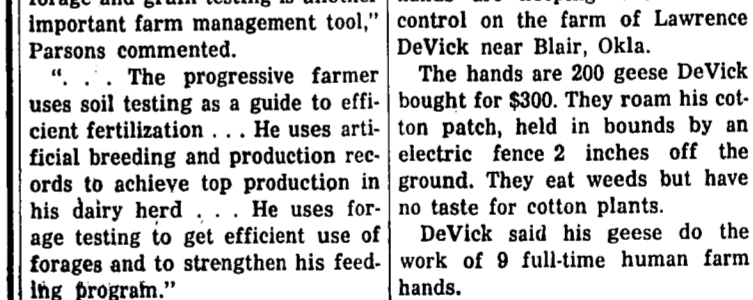 forage and grain testing is another
important farm management tool,"
Parsons commented.
". . . The progressive farmer
uses soil testing as a guide to effi-
cient fertilization . . . He uses arti-
ficial breeding and production rec-
ords to achieve top production in
his dairy herd . . . He uses for-
age testing to get efficient use of
forages and to strengthen his feed-
ing program."
control on the farm of Lawrence
DeVick near Blair, Okla.
The hands are 200 geese DeVick
bought for $300. They roam his cot-
ton patch, held in bounds by an
electric fence 2 inches off the
ground. They eat weeds but have
no taste for cotton plants.
DeVick said his geese do the
work of 9 full-time human farm
hands.